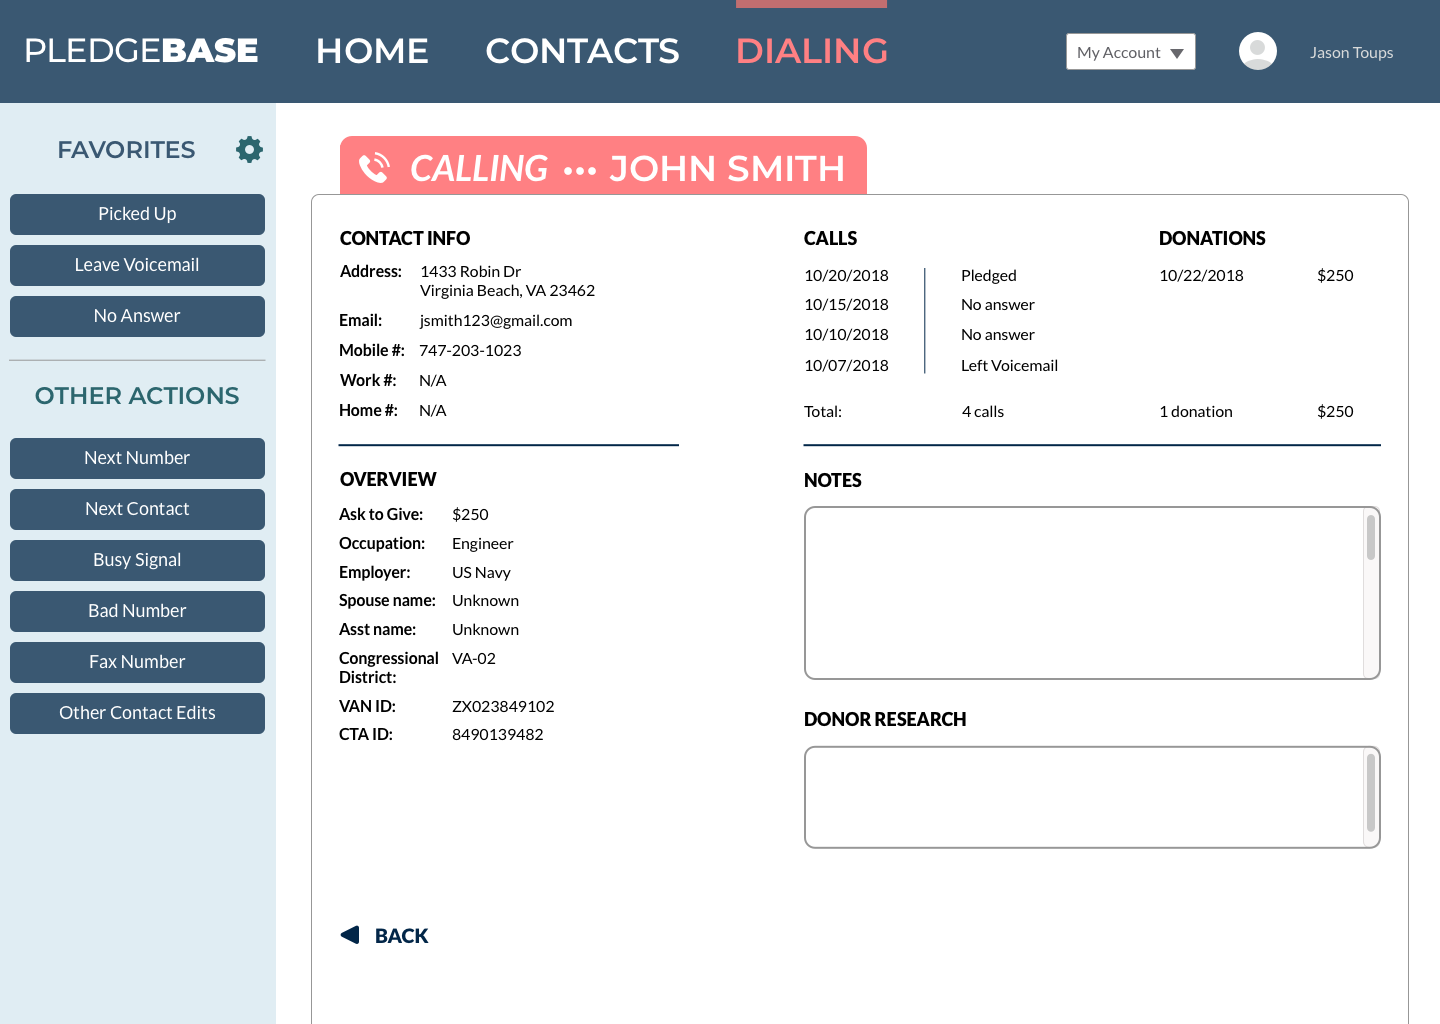 PLEDGEBASE HOME CONTACTS DIALING My Account Jason Toups
FAVORITES
Picked Up
Leave Voicemail
No Answer
OTHER ACTIONS
Next Number
Next Contact
Busy Signal
Bad Number
Fax Number
Other Contact Edits
CALLING ... JOHN SMITH
CONTACT INFO
Address: 1433 Robin Dr
Virginia Beach, VA 23462
Email: jsmith123@gmail.com
Mobile #: 747-203-1023
Work #: N/A
Home #: N/A
OVERVIEW
Ask to Give: $250
Occupation: Engineer
Employer: US Navy
Spouse name: Unknown
Asst name: Unknown
Congressional VA-02
District:
VAN ID: ZX023849102
CTA ID: 8490139482
CALLS DONATIONS
10/20/2018 Pledged 10/22/2018 $250
10/15/2018 No answer
10/10/2018 No answer
10/07/2018 Left Voicemail
Total: 4 calls 1 donation $250
NOTES
DONOR RESEARCH
BACK